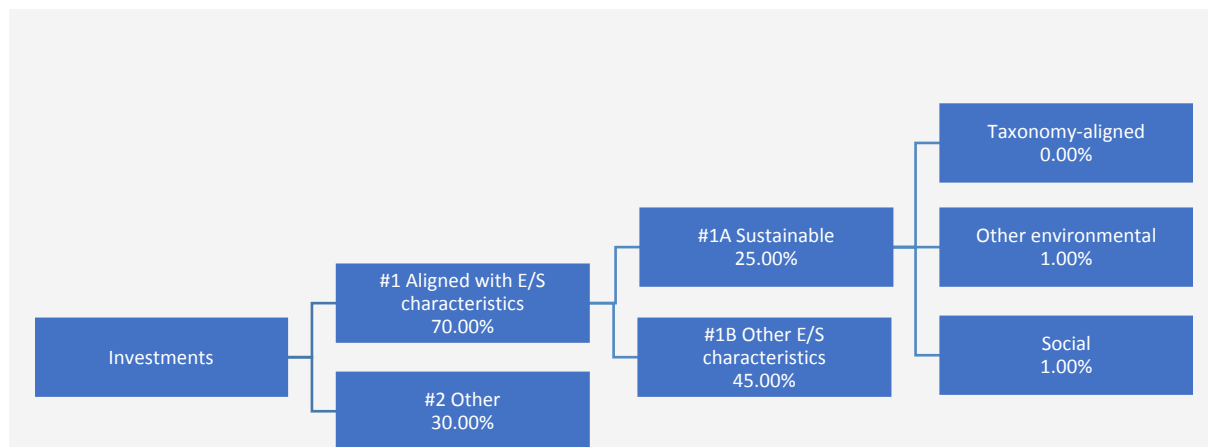 Investments
#1 Aligned with E/S
characteristics
70.00%
#2 Other
30.00%
#1A Sustainable
25.00%
#1B Other E/S
characteristics
45.00%
Taxonomy-aligned
0.00%
Other environmental
1.00%
Social
1.00%